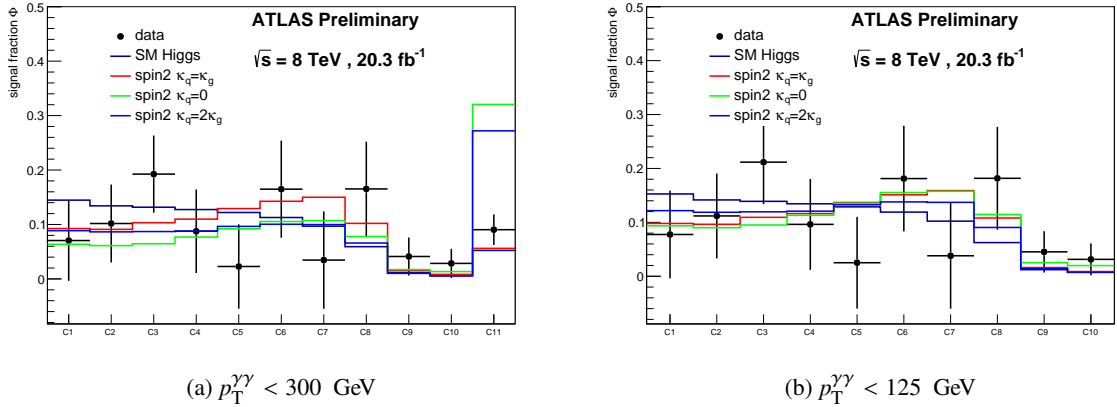 signal fraction Φ
0.5
0.4
0.3
0.2
0.1
0
ATLAS Preliminary
√s = 8 TeV , 20.3 fb⁻¹
data
SM Higgs
spin2 κq=κg
spin2 κq=0
spin2 κq=2κg
C1 C2 C3 C4 C5 C6 C7 C8 C9 C10 C11
(a) pTγγ < 300 GeV
signal fraction Φ
0.5
0.4
0.3
0.2
0.1
0
ATLAS Preliminary
√s = 8 TeV , 20.3 fb⁻¹
data
SM Higgs
spin2 κq=κg
spin2 κq=0
spin2 κq=2κg
C1 C2 C3 C4 C5 C6 C7 C8 C9 C10
(b) pTγγ < 125 GeV